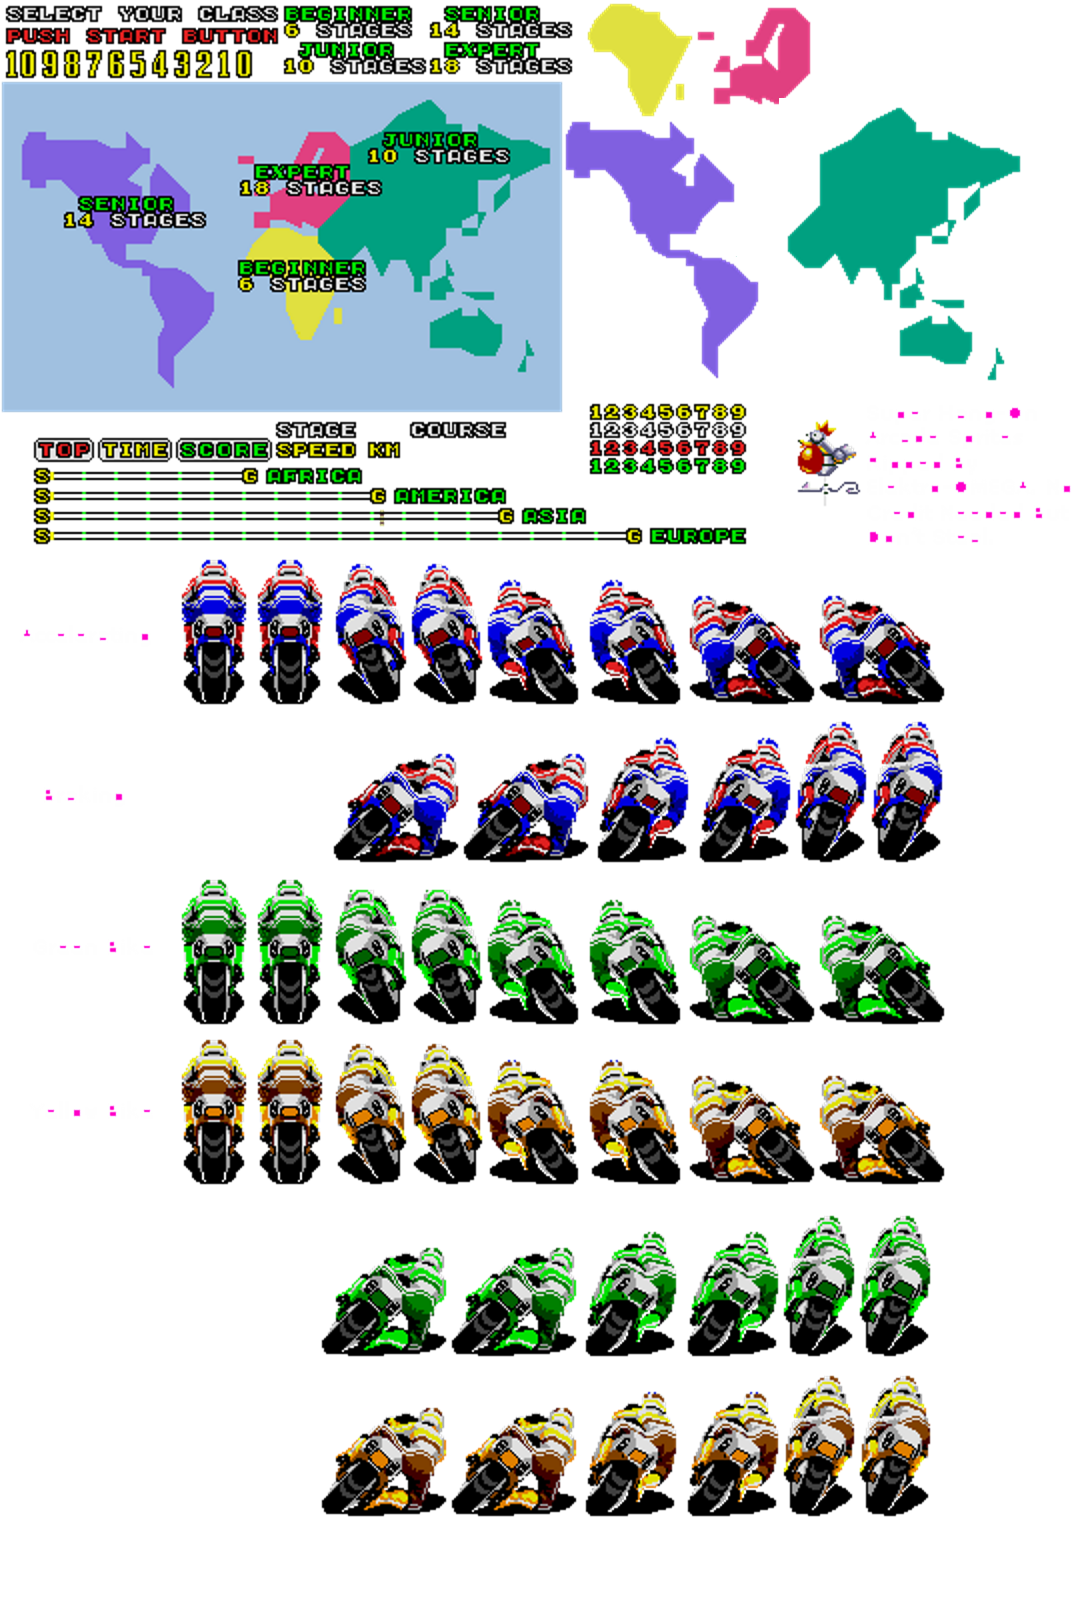 SELECT YOUR CLASS
PUSH START BUTTON
109876543210
BEGINNER
6 STAGES
SENIOR
14 STAGES
JUNIOR
10 STAGES
EXPERT
18 STAGES
JUNIOR
10 STAGES
EXPERT
18 STAGES
SENIOR
14 STAGES
BEGINNER
6 STAGES
STAGE COURSE
TOP TIME SCORE SPEED KM
S G AFRICA
S G AMERICA
S G ASIA
S G EUROPE
123456789
123456789
123456789
123456789